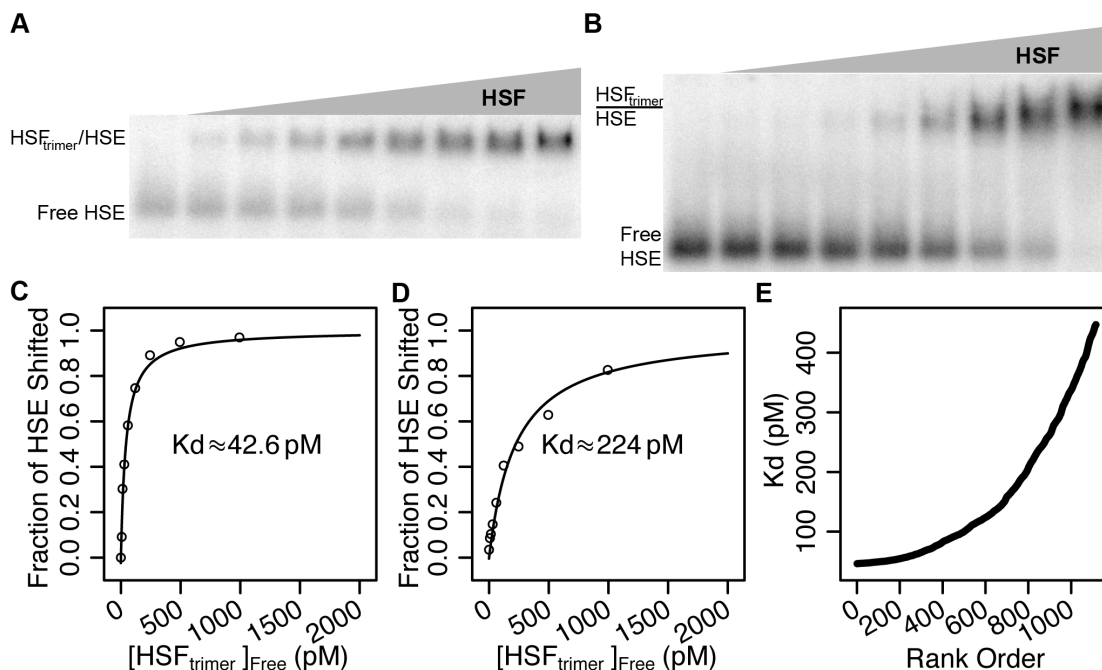 A
HSF
HSFtrimer/HSE
Free HSE
B
HSF
HSFtrimer
HSE
Free
HSE
C
Fraction of HSE Shifted
0.0 0.2 0.4 0.6 0.8 1.0
Kd≈42.6 pM
0 500 1000 2000
[HSFtrimer]Free (pM)
D
Fraction of HSE Shifted
0.0 0.2 0.4 0.6 0.8 1.0
Kd≈224 pM
0 500 1000 2000
[HSFtrimer]Free (pM)
E
Kd (pM)
100 200 300 400
0 200 400 600 800 1000
Rank Order